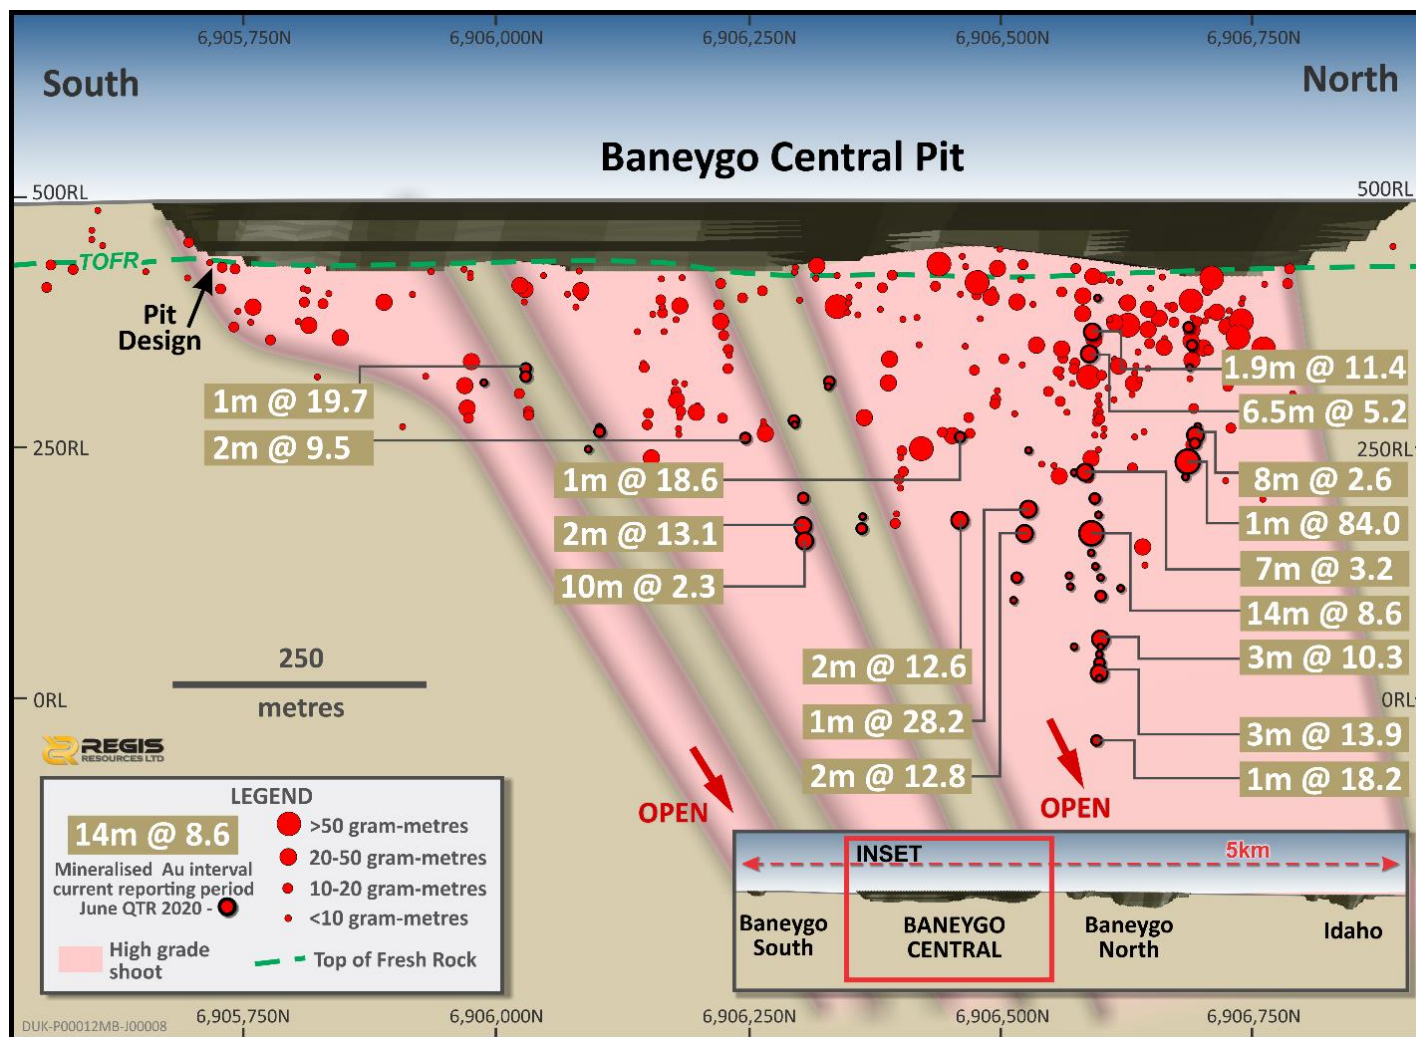 6,905,750N
6,906,000N
6,906,250N
6,906,500N
6,906,750N
South
North
Baneygo Central Pit
500RL
500RL
TOFR
Pit
Design
1m @ 19.7
2m @ 9.5
1.9m @ 11.4
6.5m @ 5.2
250RL
250RL
1m @ 18.6
8m @ 2.6
2m @ 13.1
1m @ 84.0
10m @ 2.3
7m @ 3.2
14m @ 8.6
250
metres
2m @ 12.6
3m @ 10.3
0RL
0RL
1m @ 28.2
3m @ 13.9
2m @ 12.8
1m @ 18.2
OPEN
OPEN
REGIS
RESOURCES LTD
LEGEND
14m @ 8.6
Mineralised Au interval
current reporting period
June QTR 2020 -
>50 gram-metres
20-50 gram-metres
10-20 gram-metres
<10 gram-metres
High grade
shoot
Top of Fresh Rock
INSET
5km
Baneygo
South
BANEYGO
CENTRAL
Baneygo
North
Idaho
DUK-P00012MB-J00008
6,905,750N
6,906,000N
6,906,250N
6,906,500N
6,906,750N